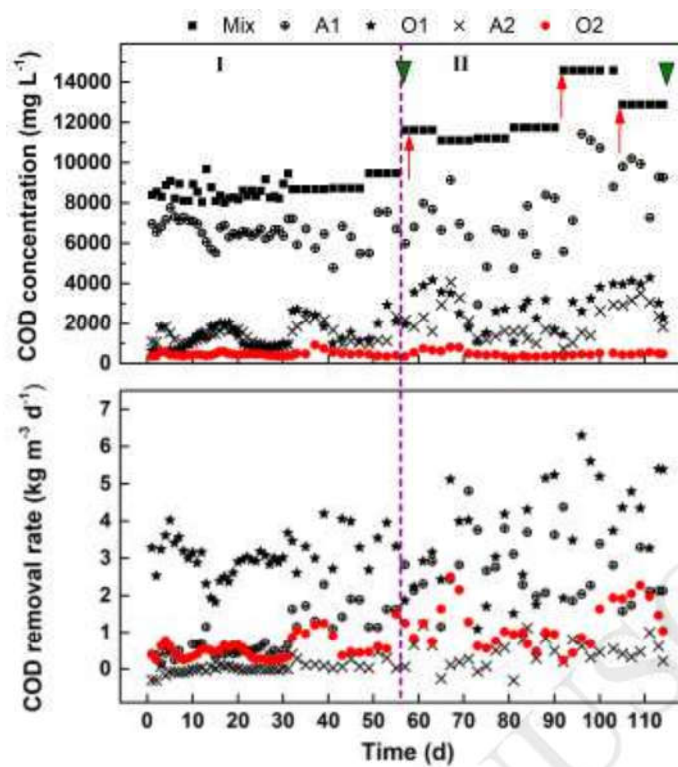 Mix A1 O1 A2 O2
I II
COD concentration (mg L⁻¹)
14000
12000
10000
8000
6000
4000
2000
0
COD removal rate (kg m⁻³ d⁻¹)
7
6
5
4
3
2
1
0
0 10 20 30 40 50 60 70 80 90 100 110
Time (d)